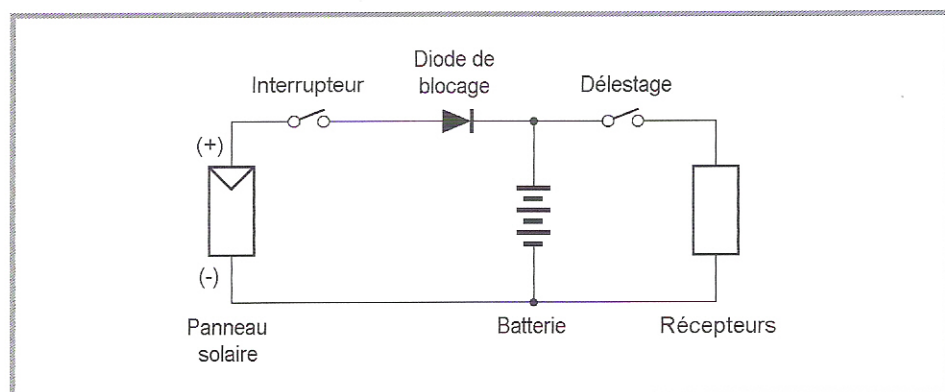 Diode de
blocage
Interrupteur
Délestage
(+)
(-)
Panneau
solaire
Batterie
Récepteurs